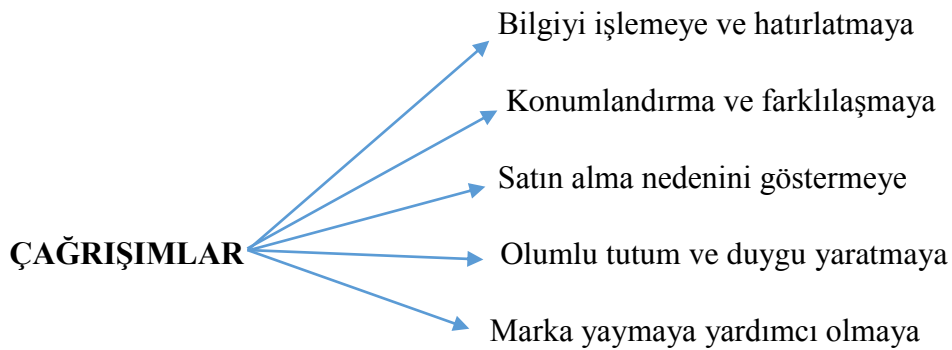 Bilgiyi işlemeye ve hatırlatmaya
Konumlandırma ve farklılaşmaya
Satın alma nedenini göstermeye
ÇAĞRIŞIMLAR
Olumlu tutum ve duygu yaratmaya
Marka yaymaya yardımcı olmaya